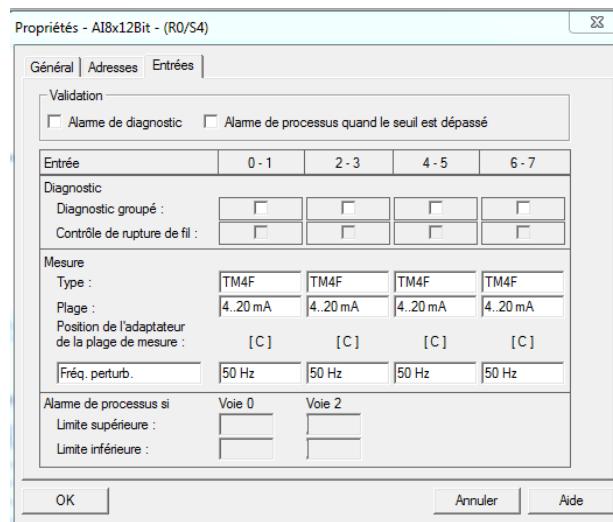 Propriétés - AI8x12Bit - (R0/S4)
Général Adresses Entrées
Validation
Alarme de diagnostic Alarme de processus quand le seuil est dépassé
Entrée 0 - 1 2 - 3 4 - 5 6 - 7
Diagnostic
Diagnostic groupé :
Contrôle de rupture de fil :
Mesure
Type : TM4F TM4F TM4F TM4F
Plage : 4..20 mA 4..20 mA 4..20 mA 4..20 mA
Position de l'adaptateur
de la plage de mesure : [ C ] [ C ] [ C ] [ C ]
Fréq. perturb. 50 Hz 50 Hz 50 Hz 50 Hz
Alarme de processus si Voie 0 Voie 2
Limite supérieure :
Limite inférieure :
OK Annuler Aide